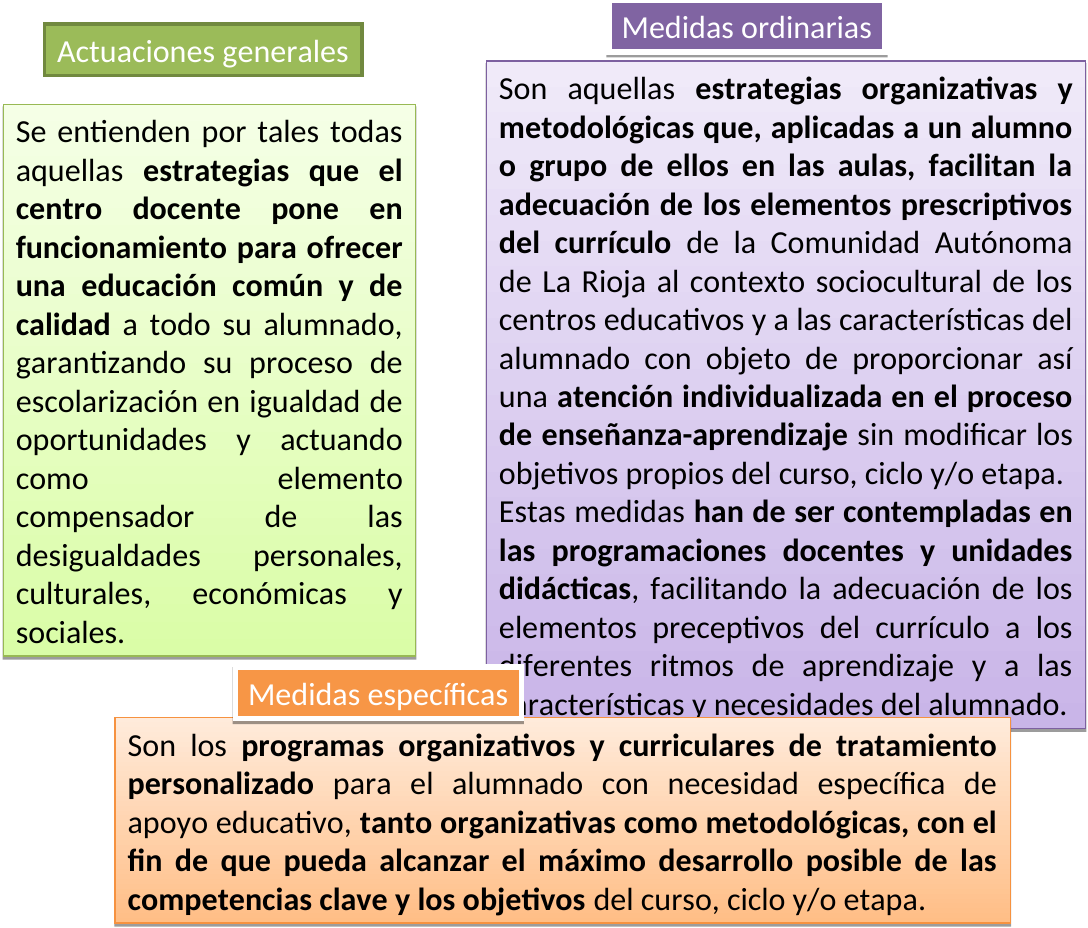 Actuaciones generales
Se entienden por tales todas
aquellas estrategias que el
centro docente pone en
funcionamiento para ofrecer
una educación común y de
calidad a todo su alumnado,
garantizando su proceso de
escolarización en igualdad de
oportunidades y actuando
como elemento
compensador de las
desigualdades personales,
culturales, económicas y
sociales.
Medidas ordinarias
Son aquellas estrategias organizativas y
metodológicas que, aplicadas a un alumno
o grupo de ellos en las aulas, facilitan la
adecuación de los elementos prescriptivos
del currículo de la Comunidad Autónoma
de La Rioja al contexto sociocultural de los
centros educativos y a las características del
alumnado con objeto de proporcionar así
una atención individualizada en el proceso
de enseñanza-aprendizaje sin modificar los
objetivos propios del curso, ciclo y/o etapa.
Estas medidas han de ser contempladas en
las programaciones docentes y unidades
didácticas, facilitando la adecuación de los
elementos preceptivos del currículo a los
diferentes ritmos de aprendizaje y a las
características y necesidades del alumnado.
Medidas específicas
Son los programas organizativos y curriculares de tratamiento
personalizado para el alumnado con necesidad específica de
apoyo educativo, tanto organizativas como metodológicas, con el
fin de que pueda alcanzar el máximo desarrollo posible de las
competencias clave y los objetivos del curso, ciclo y/o etapa.